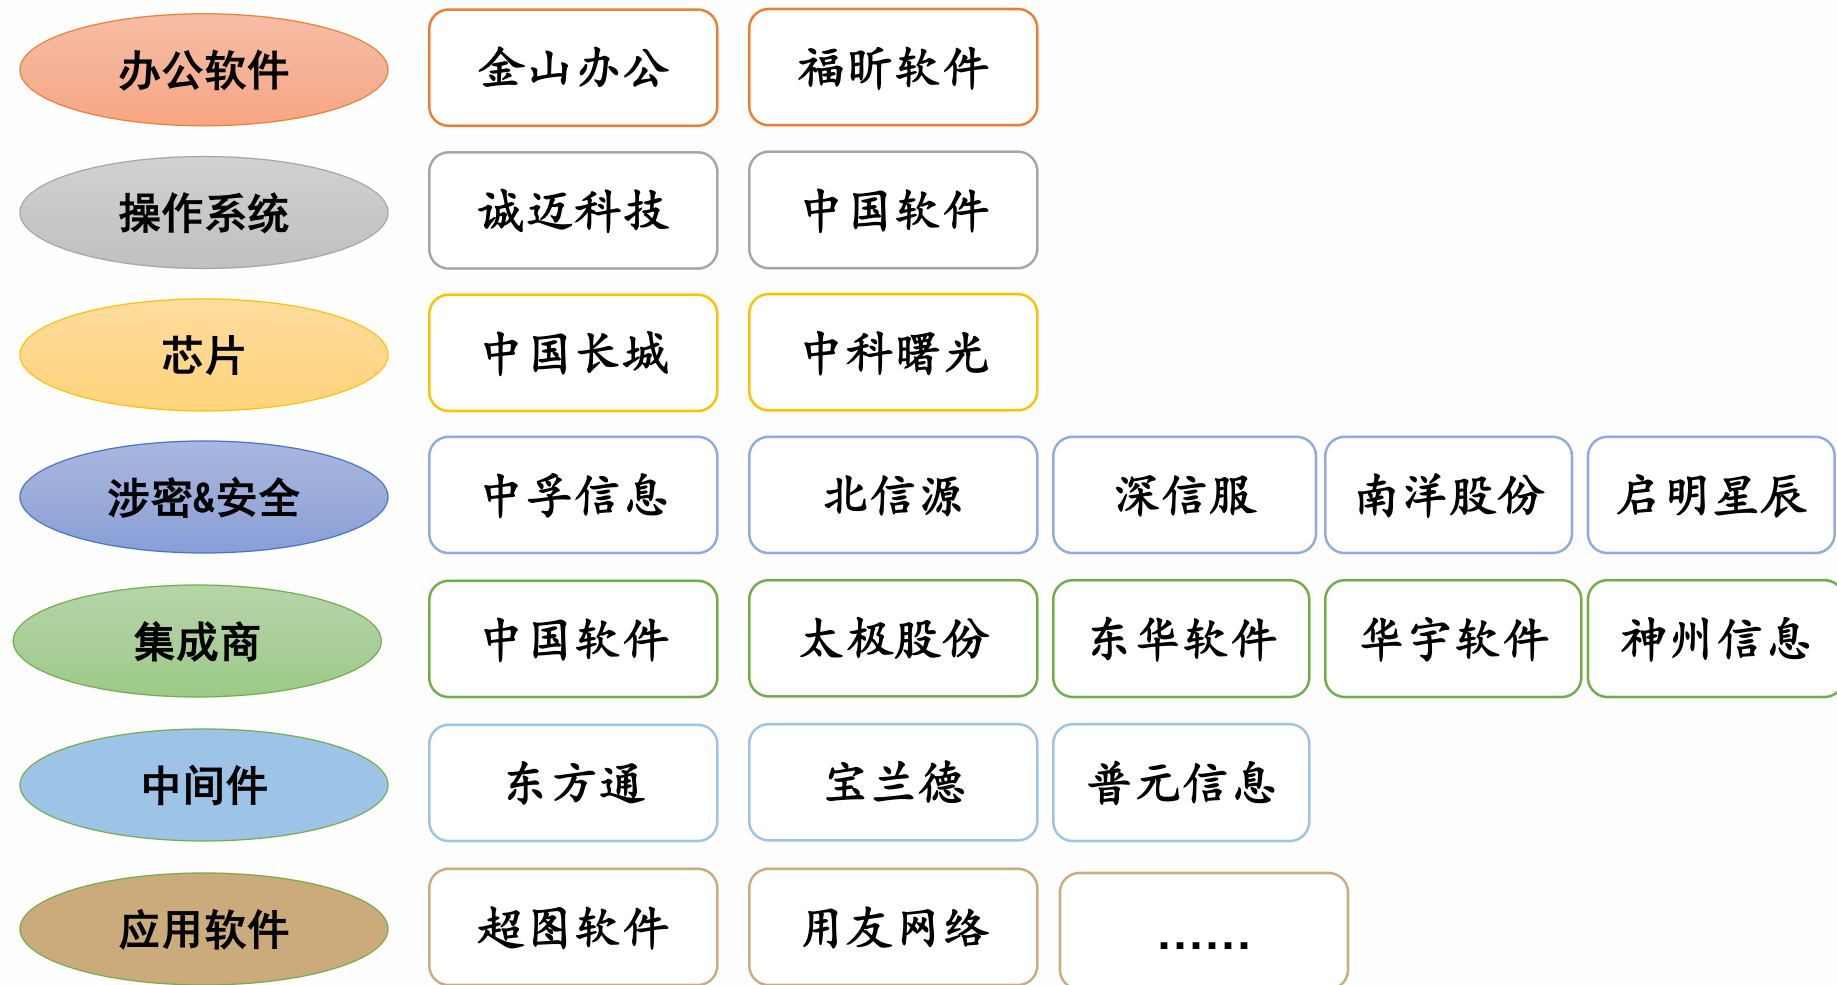 办公软件 金山办公 福昕软件
操作系统 诚迈科技 中国软件
芯片 中国长城 中科曙光
涉密&安全 中孚信息 北信源 深信服 南洋股份 启明星辰
集成商 中国软件 太极股份 东华软件 华宇软件 神州信息
中间件 东方通 宝兰德 普元信息
应用软件 超图软件 用友网络 ......